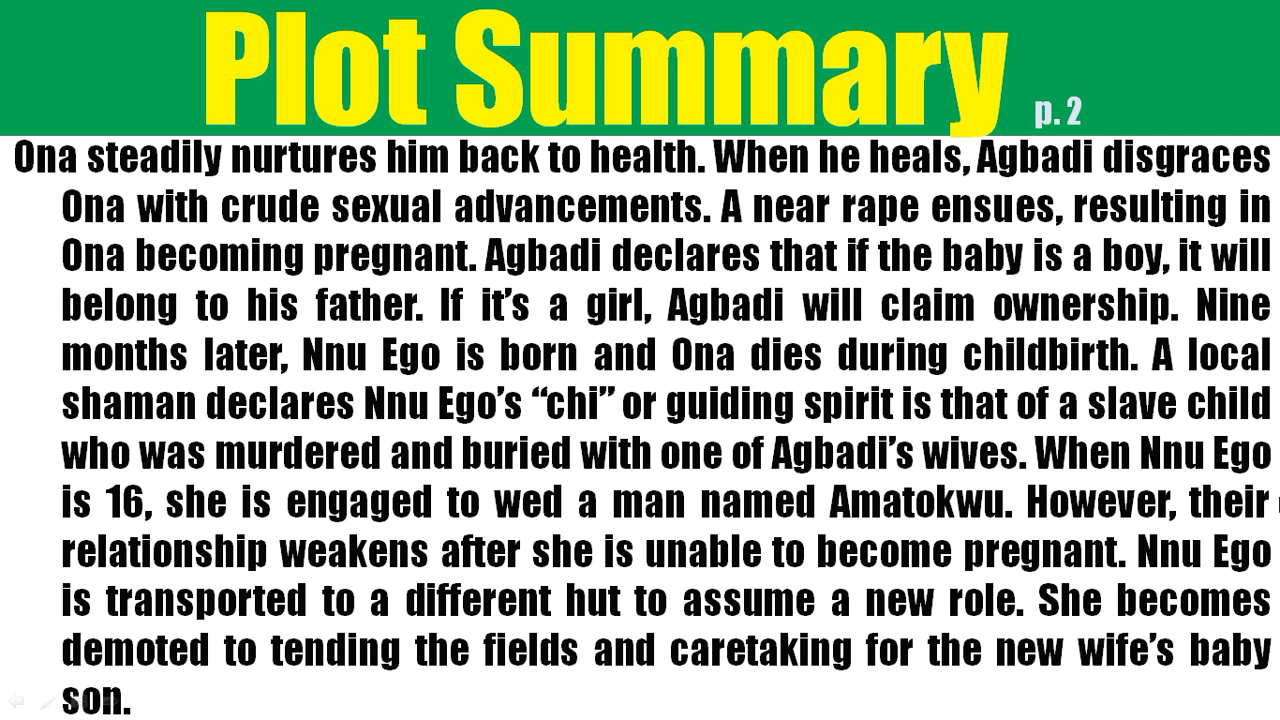 Plot Summary p. 2
Ona steadily nurtures him back to health. When he heals, Agbadi disgraces
Ona with crude sexual advancements. A near rape ensues, resulting in
Ona becoming pregnant. Agbadi declares that if the baby is a boy, it will
belong to his father. If it’s a girl, Agbadi will claim ownership. Nine
months later, Nnu Ego is born and Ona dies during childbirth. A local
shaman declares Nnu Ego’s “chi” or guiding spirit is that of a slave child
who was murdered and buried with one of Agbadi’s wives. When Nnu Ego
is 16, she is engaged to wed a man named Amatokwu. However, their
relationship weakens after she is unable to become pregnant. Nnu Ego
is transported to a different hut to assume a new role. She becomes
demoted to tending the fields and caretaking for the new wife’s baby
son.